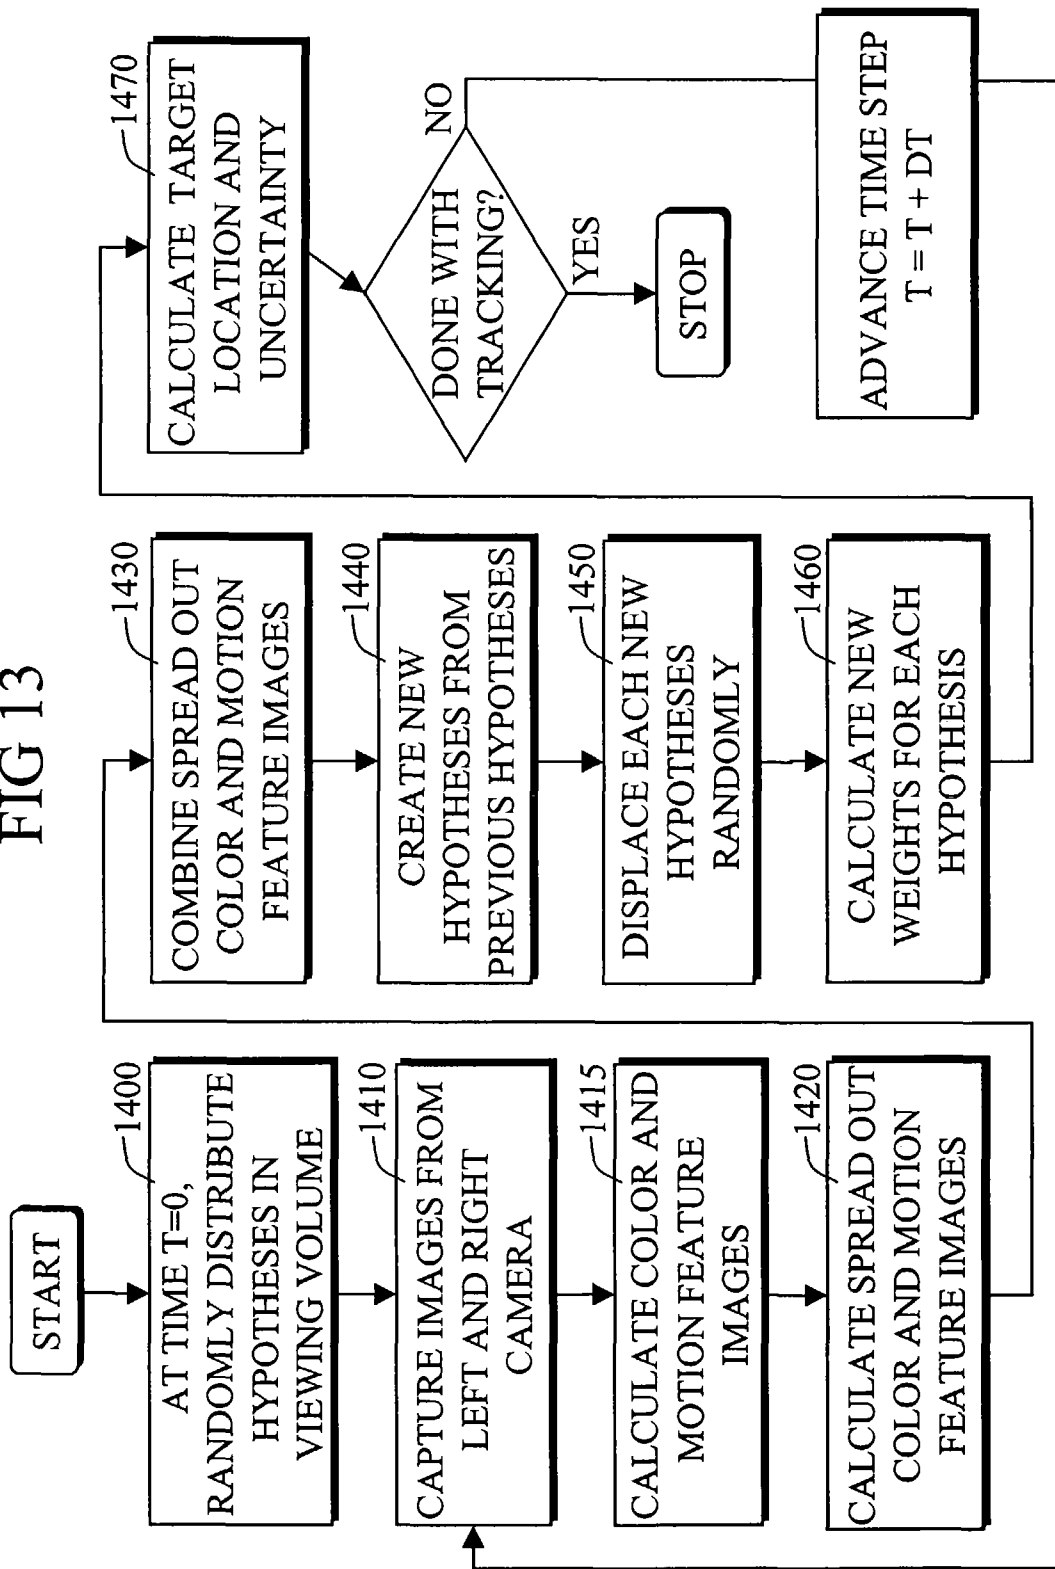 FIG 13
START
1400
AT TIME T=0,
RANDOMLY DISTRIBUTE
HYPOTHESES IN
VIEWING VOLUME
1410
CAPTURE IMAGES FROM
LEFT AND RIGHT
CAMERA
1415
CALCULATE COLOR AND
MOTION FEATURE
IMAGES
1420
CALCULATE SPREAD OUT
COLOR AND MOTION
FEATURE IMAGES
1430
COMBINE SPREAD OUT
COLOR AND MOTION
FEATURE IMAGES
1440
CREATE NEW
HYPOTHESES FROM
PREVIOUS HYPOTHESES
1450
DISPLACE EACH NEW
HYPOTHESES
RANDOMLY
1460
CALCULATE NEW
WEIGHTS FOR EACH
HYPOTHESIS
1470
CALCULATE TARGET
LOCATION AND
UNCERTAINTY
DONE WITH
TRACKING?
NO
YES
STOP
ADVANCE TIME STEP
T = T + DT